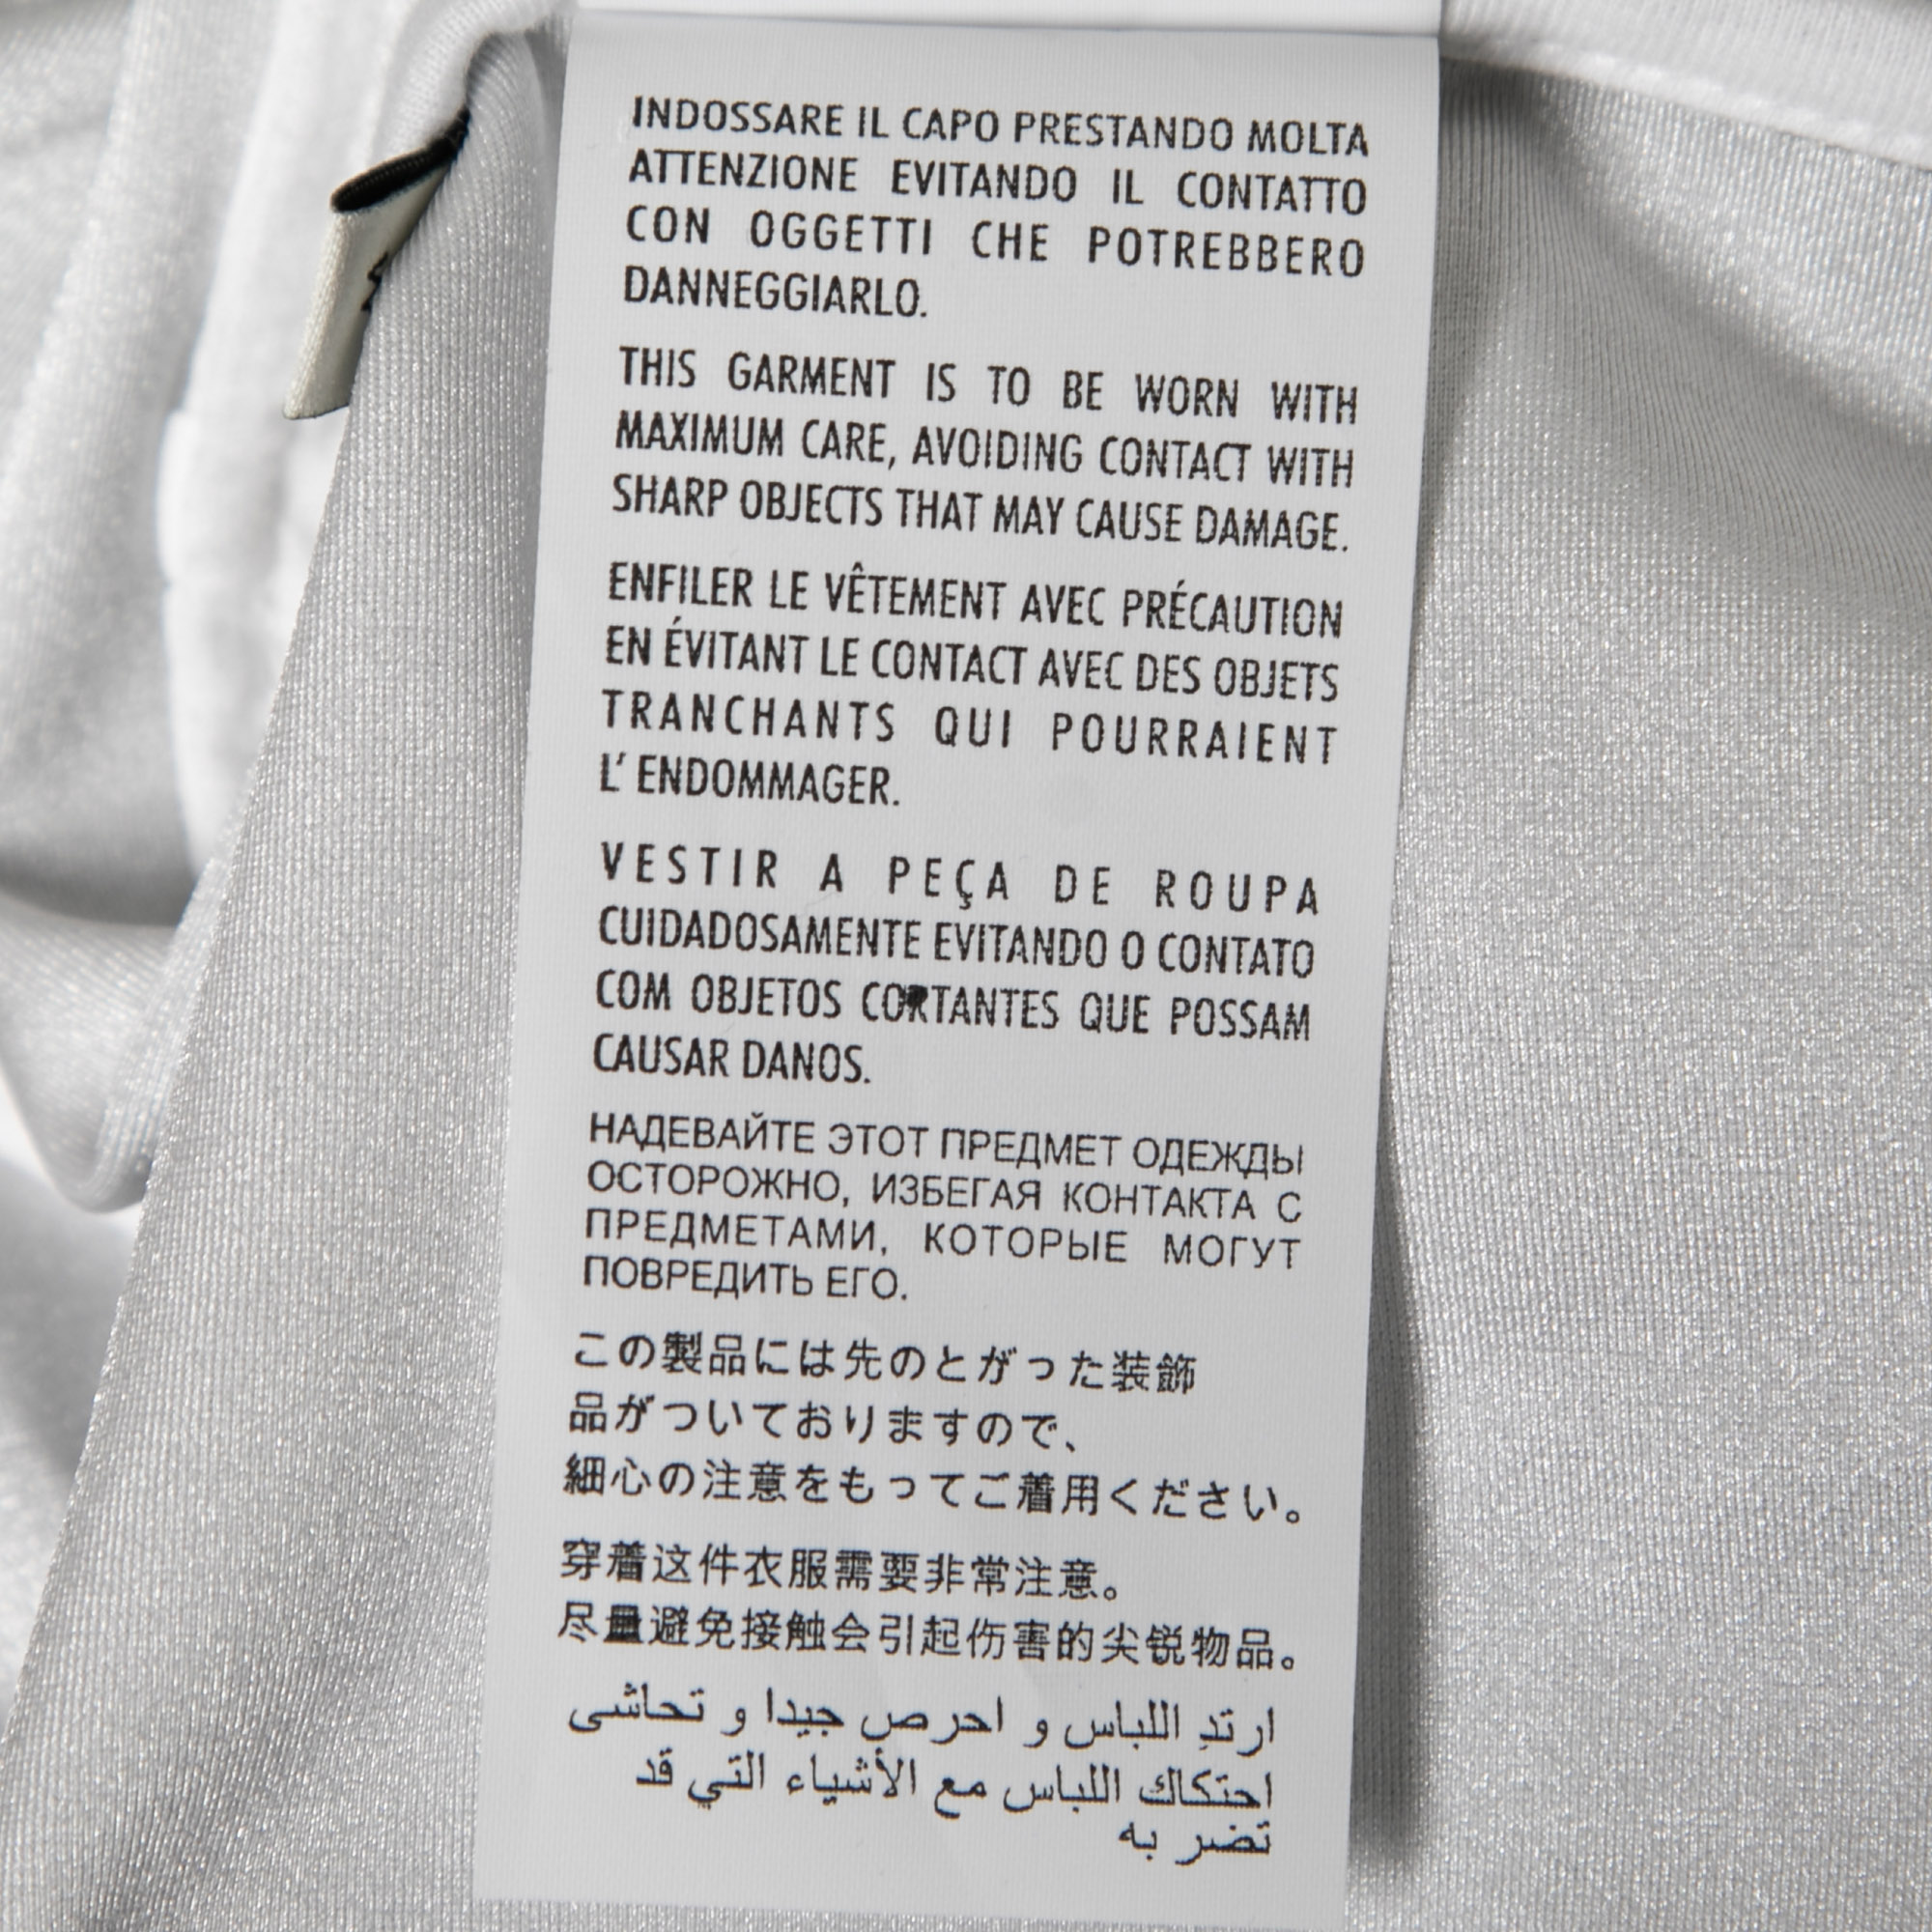 INDOSSARE IL CAPO PRESTANDO MOLTA
ATTENZIONE EVITANDO IL CONTATTO
CON OGGETTI CHE POTREBBERO
DANNEGGIARLO.
THIS GARMENT IS TO BE WORN WITH
MAXIMUM CARE, AVOIDING CONTACT WITH
SHARP OBJECTS THAT MAY CAUSE DAMAGE.
ENFILER LE VÊTEMENT AVEC PRÉCAUTION
EN ÉVITANT LE CONTACT AVEC DES OBJETS
TRANCHANTS QUI POURRAIENT
L' ENDOMMAGER.
VESTIR A PEÇA DE ROUPA
CUIDADOSAMENTE EVITANDO O CONTATO
COM OBJETOS CORTANTES QUE POSSAM
CAUSAR DANOS.
НАДЕВАЙТЕ ЭТОТ ПРЕДМЕТ ОДЕЖДЫ
ОСТОРОЖНО, ИЗБЕГАЯ КОНТАКТА С
ПРЕДМЕТАМИ, КОТОРЫЕ МОГУТ
ПОВРЕДИТЬ ЕГО.
この製品には先のとがった装飾
品がついておりますので、
細心の注意をもってご着用ください。
穿着这件衣服需要非常注意。
尽量避免接触会引起伤害的尖锐物品。
ارتدِ اللباس و احرص جيدا و تحاشى
احتكاك اللباس مع الأشياء التي قد
تضر به